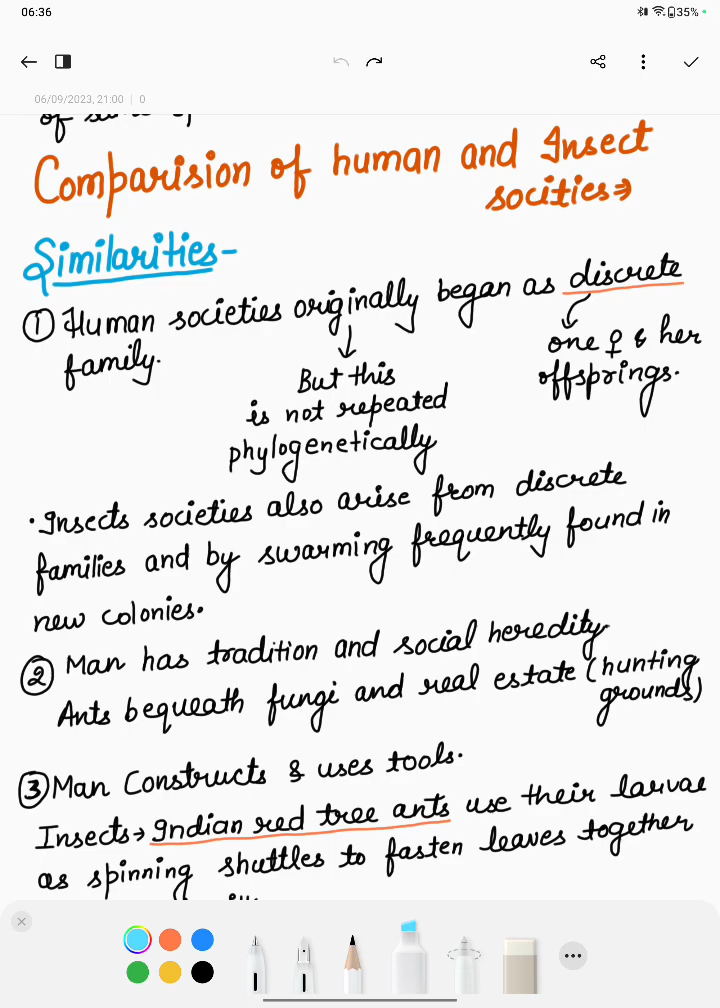 06:36
35%
06/09/2023, 21:00 | 0
of
Comparision of human and Insect
socities⇒
Similarities-
① Human societies originally began as discrete
family.
one ♀ & her
offsprings.
But this
is not repeated
phylogenetically
·Insects societies also arise from discrete
families and by swarming frequently found in
new colonies.
② Man has tradition and social heredity
Ants bequeath fungi and real estate (hunting
grounds)
③ Man Constructs & uses tools.
Insects→ Indian red tree ants use their larvae
as spinning shuttles to fasten leaves together